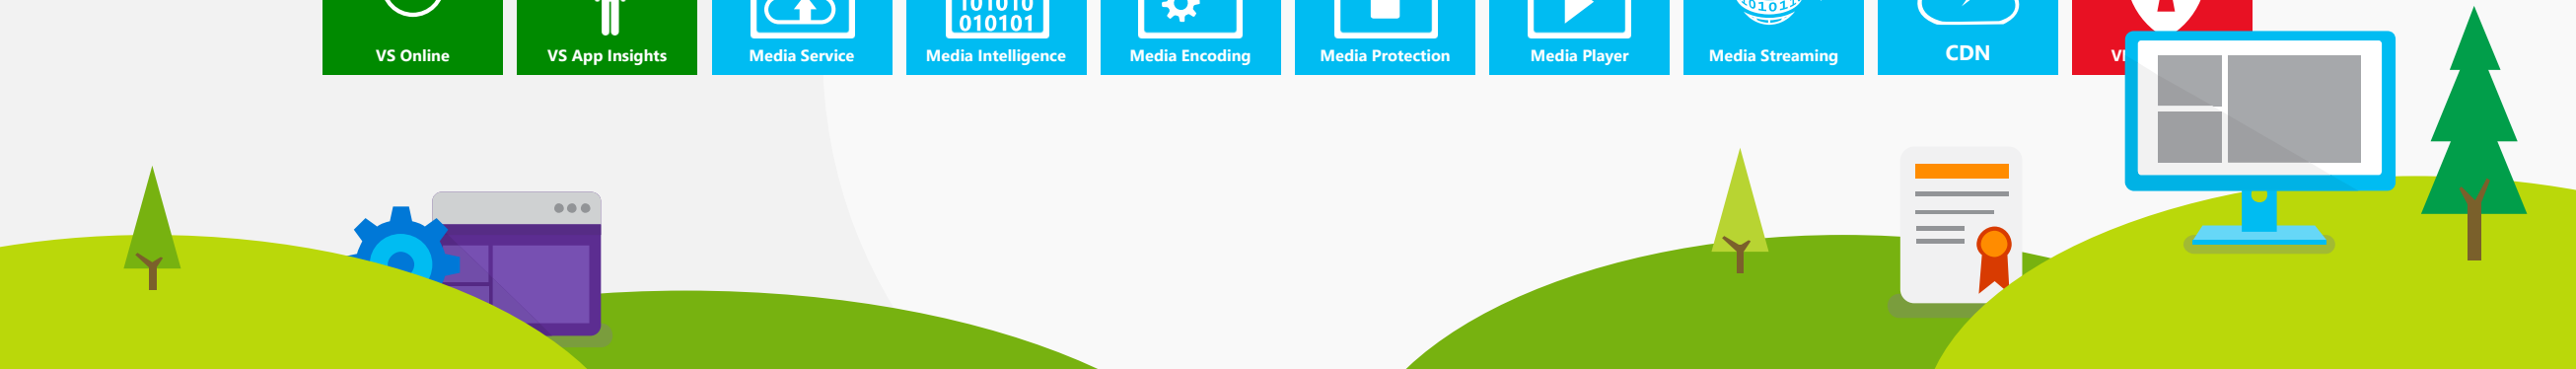 101010
010101
101011
VS Online
VS App Insights
Media Service
Media Intelligence
Media Encoding
Media Protection
Media Player
Media Streaming
CDN